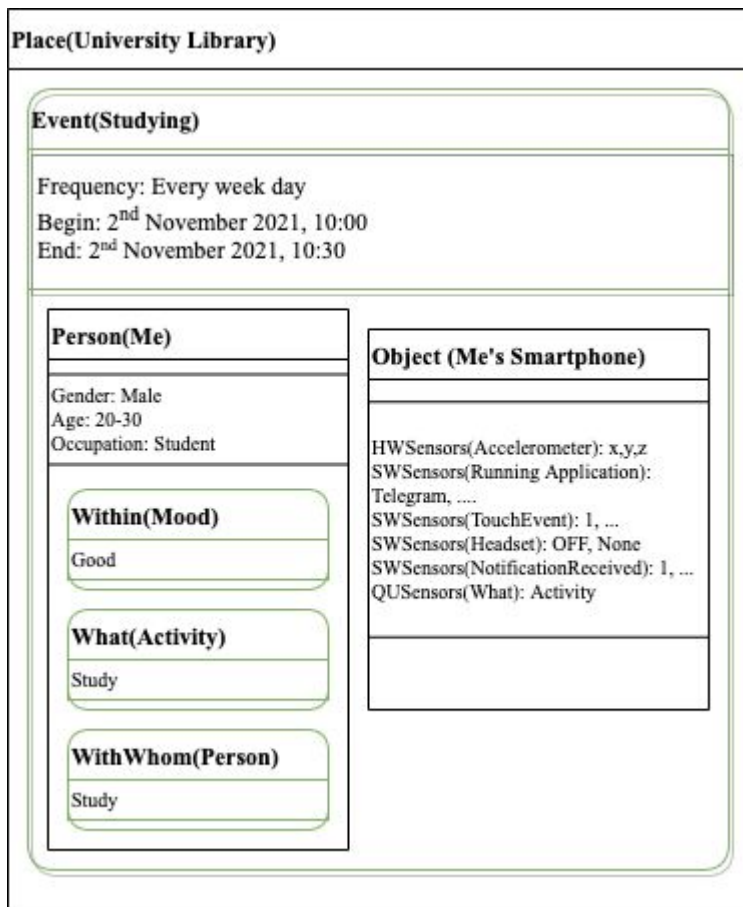 Place(University Library)
Event(Studying)
Frequency: Every week day
Begin: 2nd November 2021, 10:00
End: 2nd November 2021, 10:30
Person(Me)
Gender: Male
Age: 20-30
Occupation: Student
Within(Mood)
Good
What(Activity)
Study
WithWhom(Person)
Study
Object (Me's Smartphone)
HWSensors(Accelerometer): x,y,z
SWSensors(Running Application):
Telegram, ....
SWSensors(TouchEvent): 1, ...
SWSensors(Headset): OFF, None
SWSensors(NotificationReceived): 1, ...
QUSensors(What): Activity